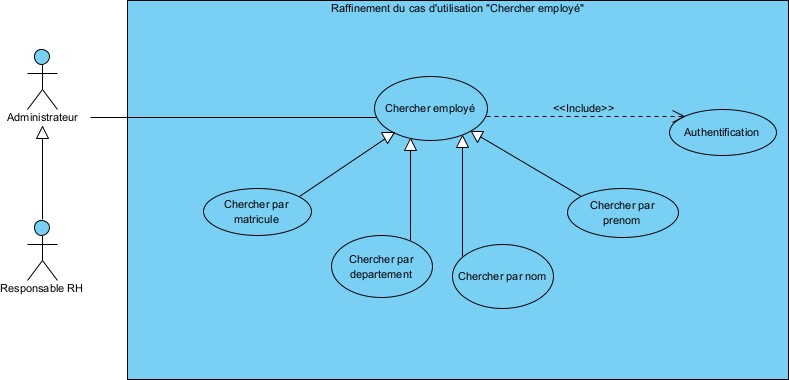 Raffinement du cas d'utilisation "Chercher employé"
Administrateur
Chercher employé
<<Include>>
Authentification
Chercher par
matricule
Chercher par
prenom
Chercher par
departement
Chercher par nom
Responsable RH